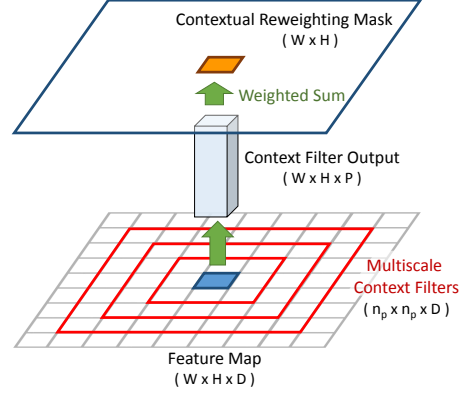 Contextual Reweighting Mask
( W x H )
Weighted Sum
Context Filter Output
( W x H x P )
Multiscale
Context Filters
( nₚ x nₚ x D )
Feature Map
( W x H x D )